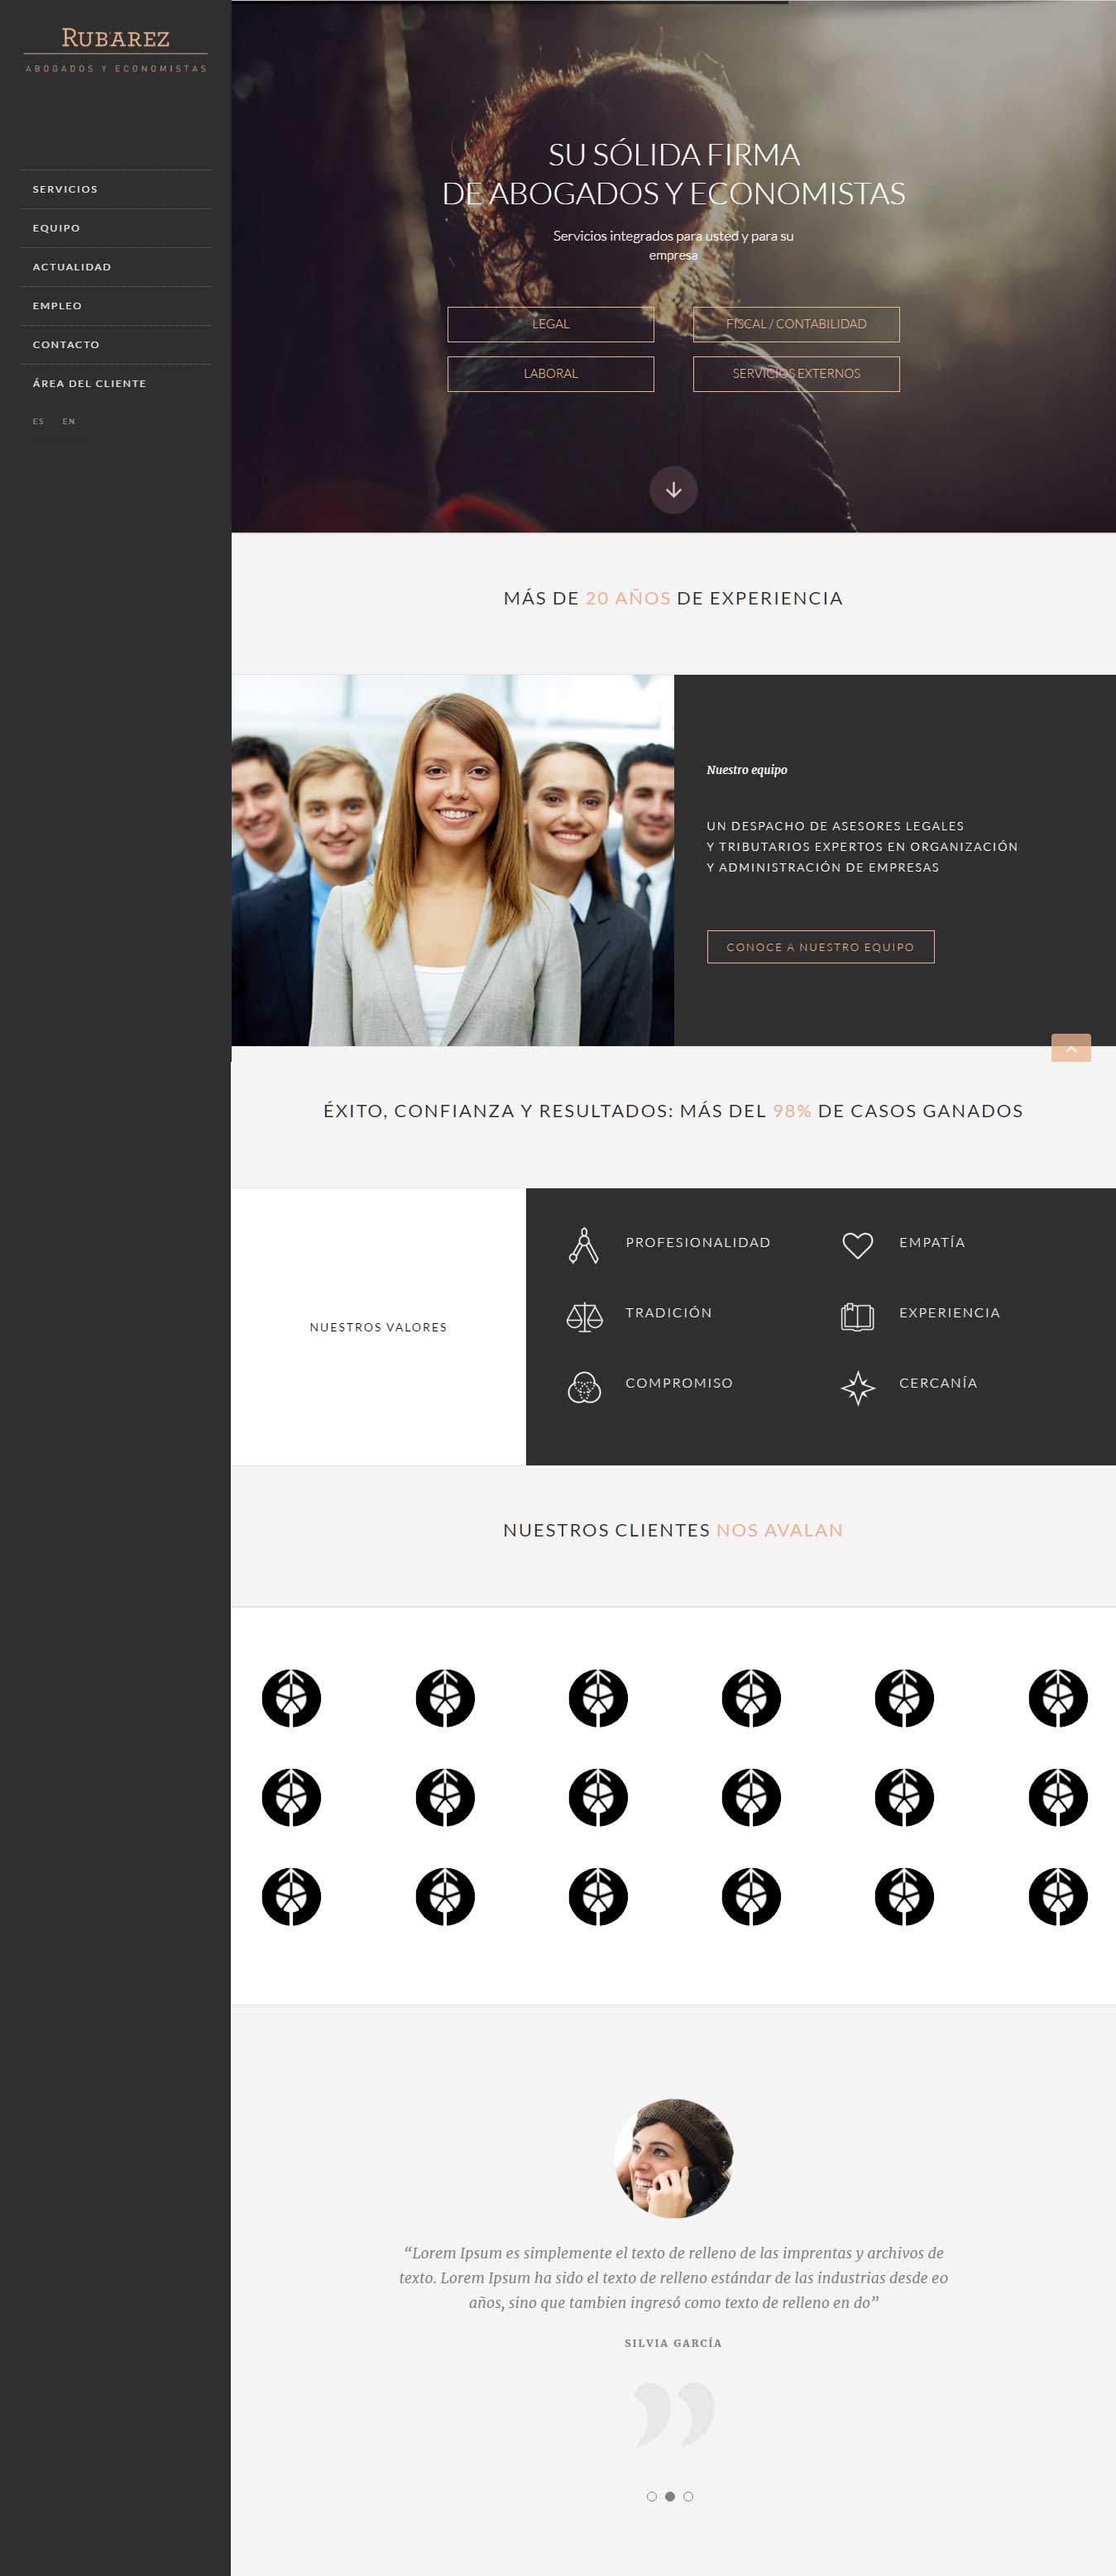 RUBAREZ
ABOGADOS Y ECONOMISTAS
SERVICIOS
EQUIPO
ACTUALIDAD
EMPLEO
CONTACTO
ÁREA DEL CLIENTE
ES EN
SU SÓLIDA FIRMA
DE ABOGADOS Y ECONOMISTAS
Servicios integrados para usted y para su
empresa
LEGAL
FISCAL / CONTABILIDAD
LABORAL
SERVICIOS EXTERNOS
MÁS DE 20 AÑOS DE EXPERIENCIA
Nuestro equipo
UN DESPACHO DE ASESORES LEGALES
Y TRIBUTARIOS EXPERTOS EN ORGANIZACIÓN
Y ADMINISTRACIÓN DE EMPRESAS
CONOCE A NUESTRO EQUIPO
ÉXITO, CONFIANZA Y RESULTADOS: MÁS DEL 98% DE CASOS GANADOS
NUESTROS VALORES
PROFESIONALIDAD
EMPATÍA
TRADICIÓN
EXPERIENCIA
COMPROMISO
CERCANÍA
NUESTROS CLIENTES NOS AVALAN
“Lorem Ipsum es simplemente el texto de relleno de las imprentas y archivos de
texto. Lorem Ipsum ha sido el texto de relleno estándar de las industrias desde e0
años, sino que tambien ingresó como texto de relleno en do”
SILVIA GARCÍA